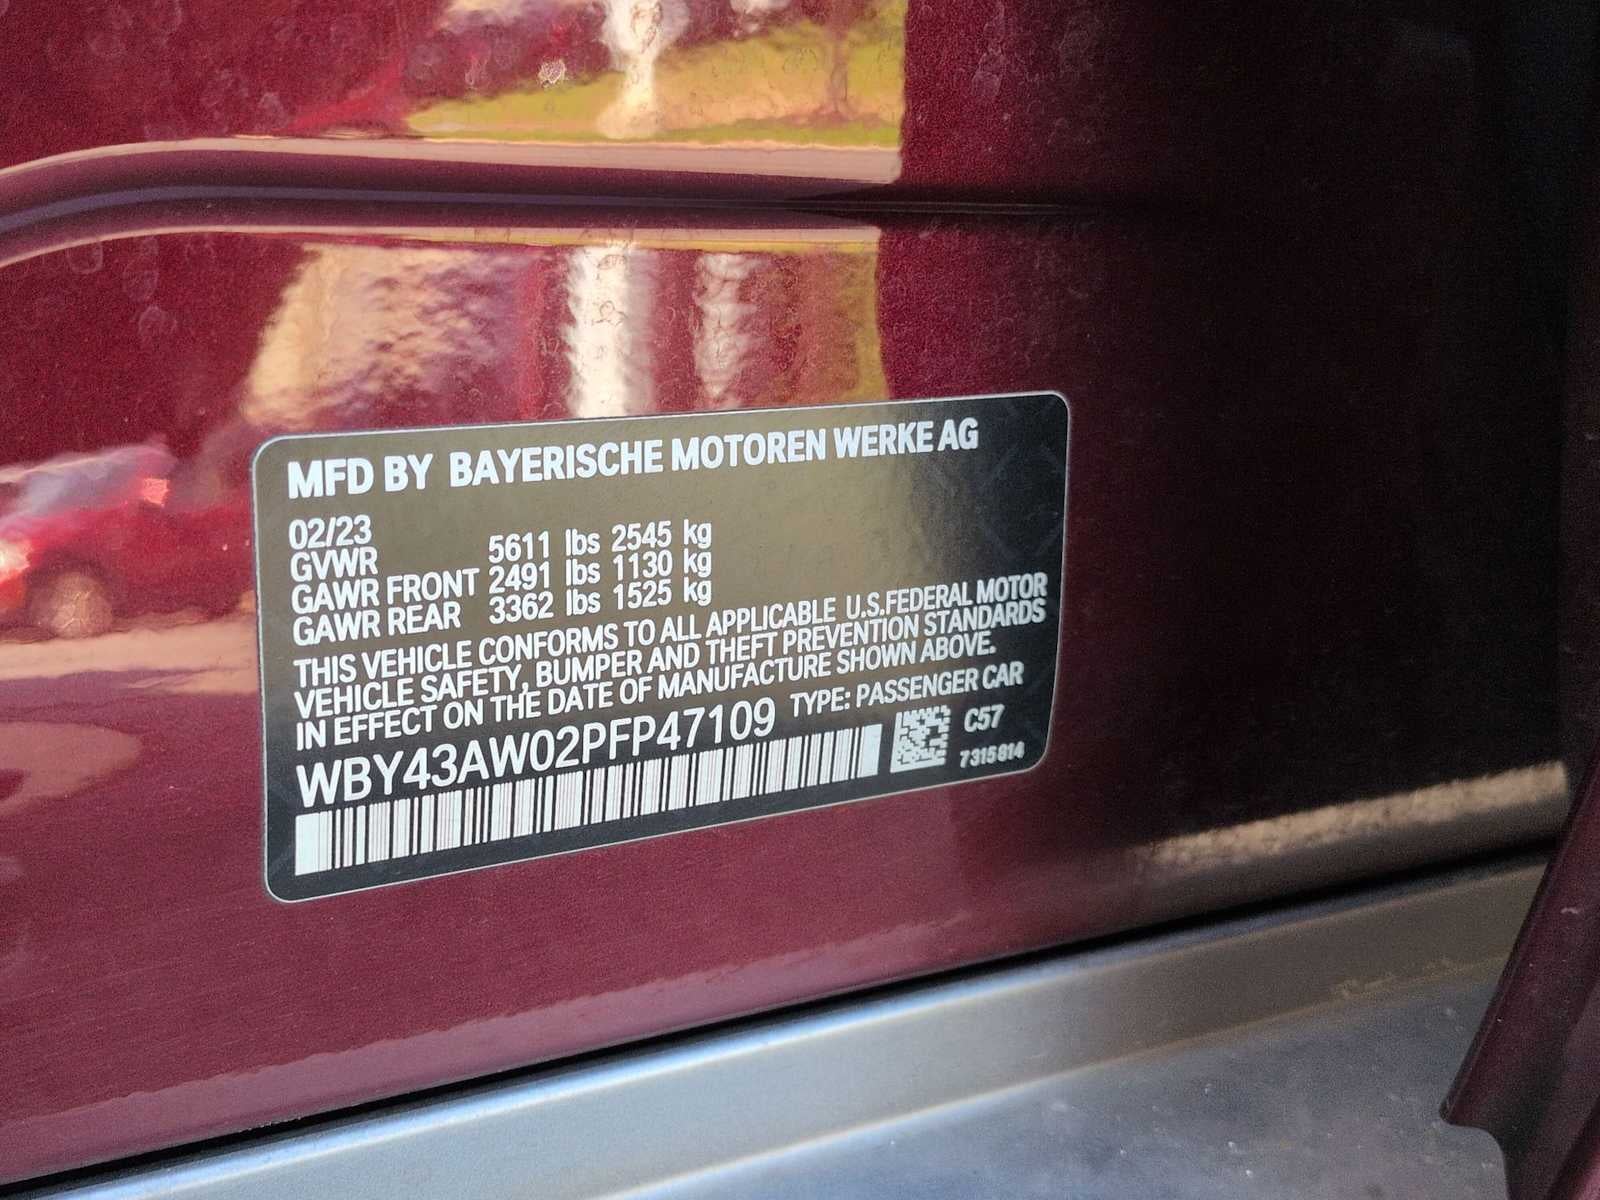 MFD BY BAYERISCHE MOTOREN WERKE AG
02/23
GVWR 5611 lbs 2545 kg
GAWR FRONT 2491 lbs 1130 kg
GAWR REAR 3362 lbs 1525 kg
THIS VEHICLE CONFORMS TO ALL APPLICABLE U.S.FEDERAL MOTOR
VEHICLE SAFETY, BUMPER AND THEFT PREVENTION STANDARDS
IN EFFECT ON THE DATE OF MANUFACTURE SHOWN ABOVE.
WBY43AW02PFP47109 TYPE: PASSENGER CAR
C57
7315814